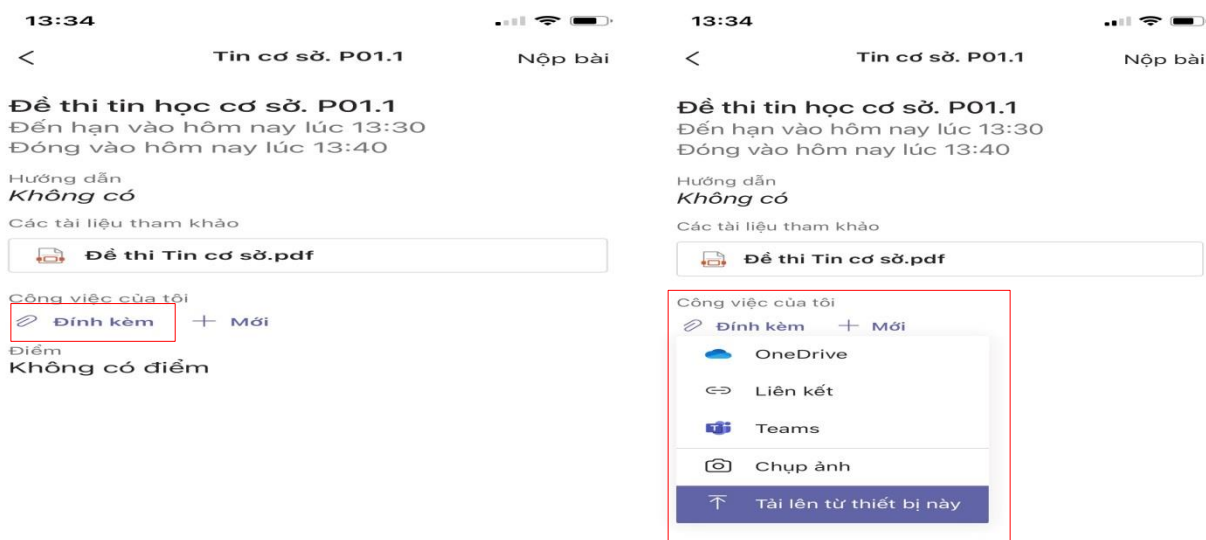 13:34
Tin cơ sở. P01.1 Nộp bài
Đề thi tin học cơ sở. P01.1
Đến hạn vào hôm nay lúc 13:30
Đóng vào hôm nay lúc 13:40
Hướng dẫn
Không có
Các tài liệu tham khảo
Đề thi Tin cơ sở.pdf
Công việc của tôi
Đính kèm Mới
Điểm
Không có điểm
13:34
Tin cơ sở. P01.1 Nộp bài
Đề thi tin học cơ sở. P01.1
Đến hạn vào hôm nay lúc 13:30
Đóng vào hôm nay lúc 13:40
Hướng dẫn
Không có
Các tài liệu tham khảo
Đề thi Tin cơ sở.pdf
Công việc của tôi
Đính kèm Mới
OneDrive
Liên kết
Teams
Chụp ảnh
Tải lên từ thiết bị này